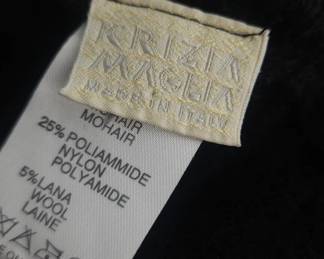 KRIZIA
MAGLIA
MADE IN ITALY
MOHAIR
25% POLIAMMIDE
NYLON
POLYAMIDE
5% LANA
WOOL
LAINE